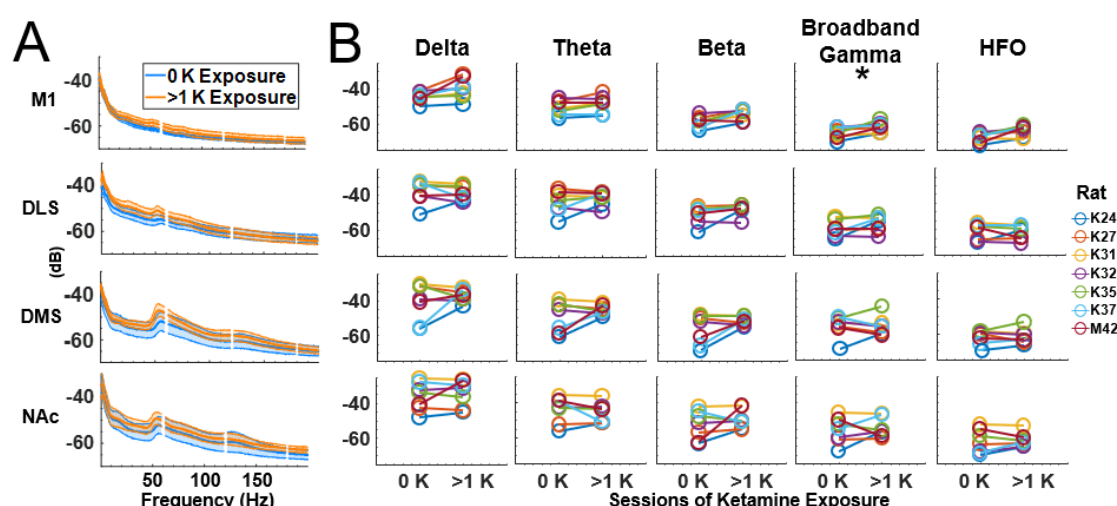 A
B
Delta
Theta
Beta
Broadband
Gamma
*
HFO
0 K Exposure
>1 K Exposure
M1
-40
-60
-40
-60
DLS
-40
-60
-40
-60
(dB)
DMS
-40
-60
-40
-60
NAc
-40
-60
-40
-60
50 100 150
Frequency (Hz)
0 K >1 K 0 K >1 K 0 K >1 K 0 K >1 K 0 K >1 K
Sessions of Ketamine Exposure
Rat
K24
K27
K31
K32
K35
K37
M42